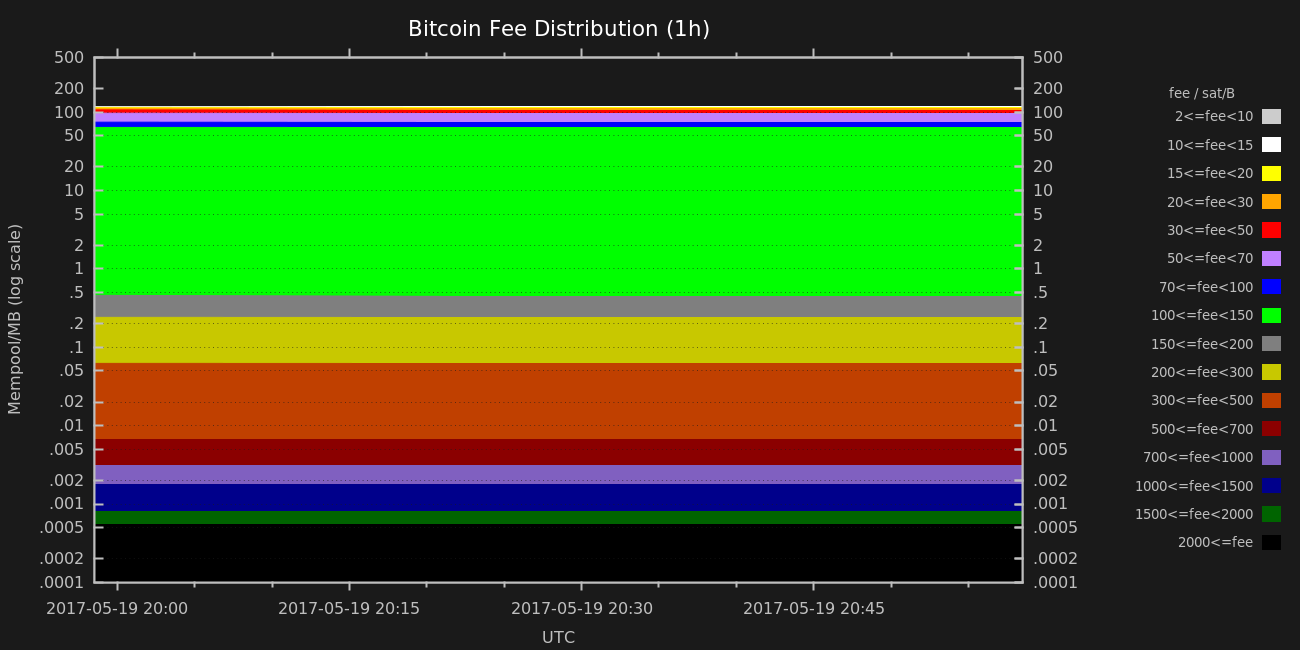 Bitcoin Fee Distribution (1h)
Mempool/MB (log scale)
500
200
100
50
20
10
5
2
1
.5
.2
.1
.05
.02
.01
.005
.002
.001
.0005
.0002
.0001
500
200
100
50
20
10
5
2
1
.5
.2
.1
.05
.02
.01
.005
.002
.001
.0005
.0002
.0001
fee / sat/B
2<=fee<10
10<=fee<15
15<=fee<20
20<=fee<30
30<=fee<50
50<=fee<70
70<=fee<100
100<=fee<150
150<=fee<200
200<=fee<300
300<=fee<500
500<=fee<700
700<=fee<1000
1000<=fee<1500
1500<=fee<2000
2000<=fee
2017-05-19 20:00 2017-05-19 20:15 2017-05-19 20:30 2017-05-19 20:45
UTC